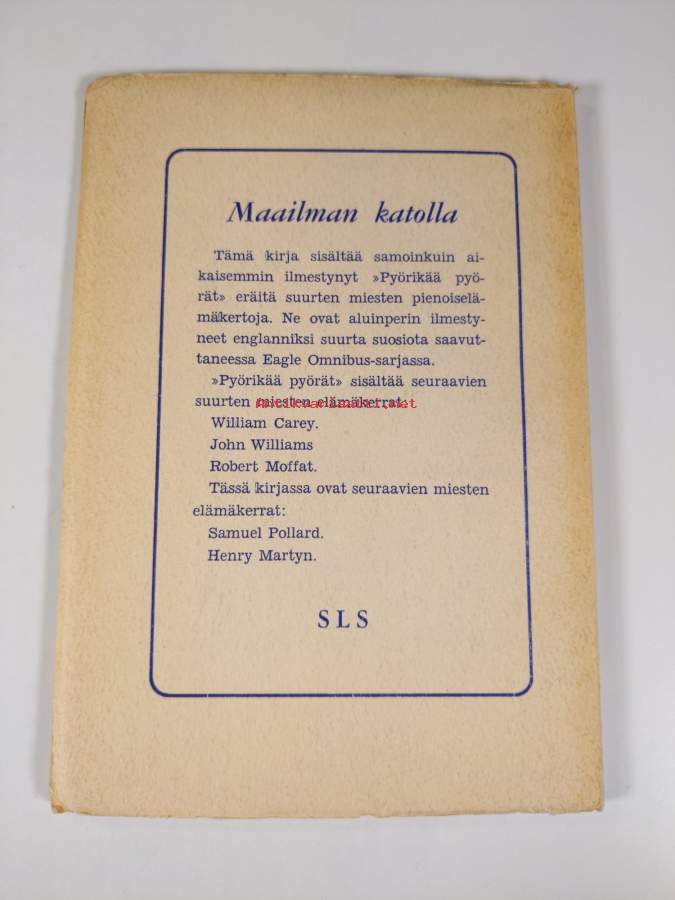 Maailman katolla
Tämä kirja sisältää samoinkuin ai-
kaisemmin ilmestynyt »Pyörikää pyö-
rät» eräitä suurten miesten pienoiselä-
mäkertoja. Ne ovat aluinperin ilmesty-
neet englanniksi suurta suosiota saavut-
taneessa Eagle Omnibus-sarjassa.
»Pyörikää pyörät» sisältää seuraavien
suurten miesten elämäkerrat:
Antikvariaatti.net
William Carey.
John Williams
Robert Moffat.
Tässä kirjassa ovat seuraavien miesten
elämäkerrat:
Samuel Pollard.
Henry Martyn.
SLS